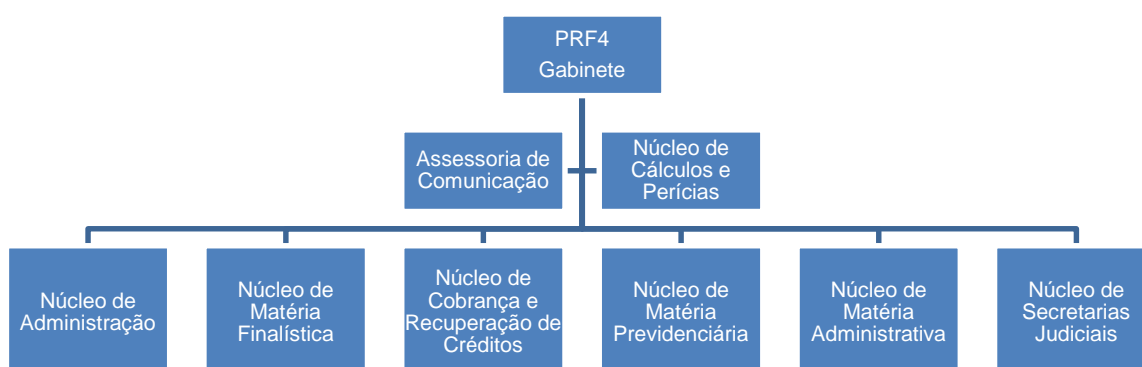 PRF4
Gabinete
Assessoria de
Comunicação
Núcleo de
Cálculos e
Perícias
Núcleo de
Administração
Núcleo de
Matéria
Finalística
Núcleo de
Cobrança e
Recuperação de
Créditos
Núcleo de
Matéria
Previdenciária
Núcleo de
Matéria
Administrativa
Núcleo de
Secretarias
Judiciais